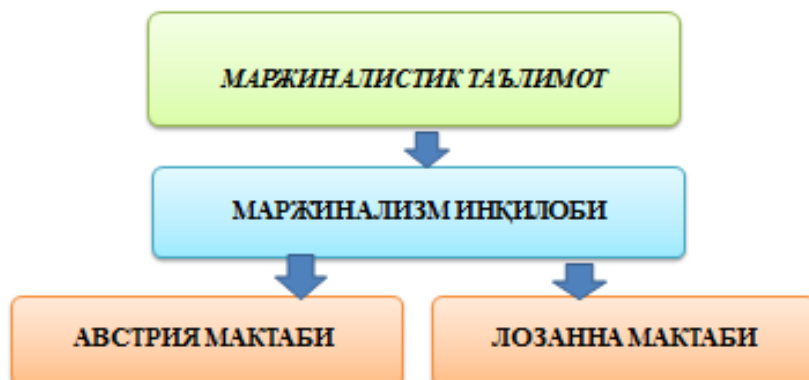 МАРЖИНАЛИСТИК ТАЪЛИМОТ
МАРЖИНАЛИЗМ ИНҚИЛОБИ
АВСТРИЯ МАКТАБИ
ЛОЗАННА МАКТАБИ